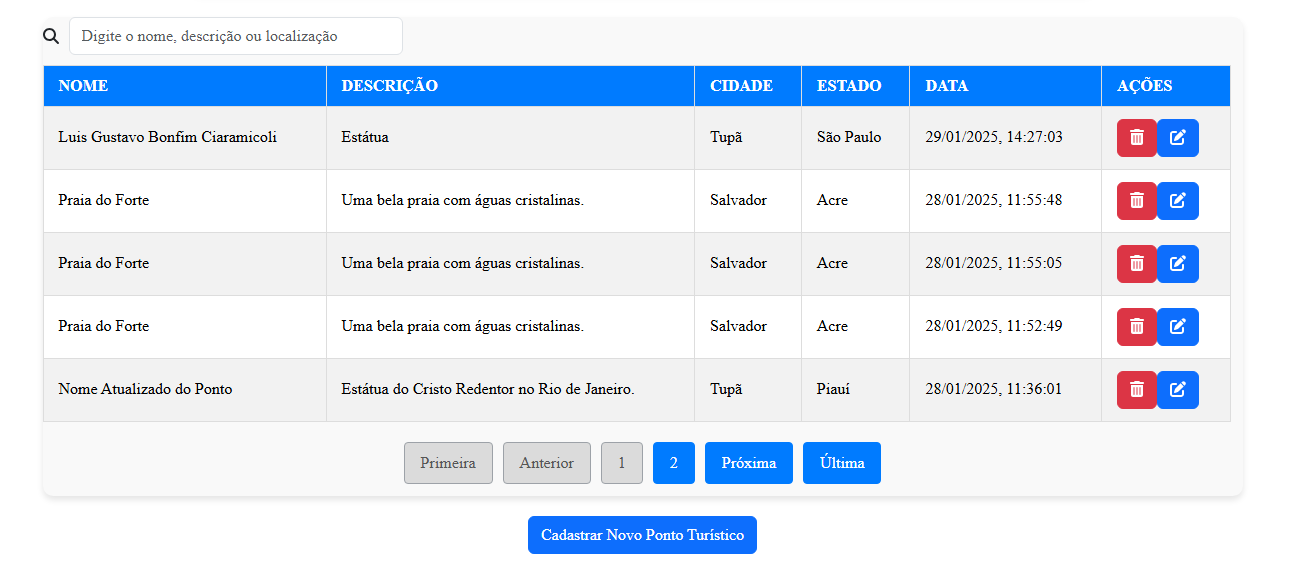 Digite o nome, descrição ou localização
NOME DESCRIÇÃO CIDADE ESTADO DATA AÇÕES
Luis Gustavo Bonfim Ciaramicoli Estátua Tupã São Paulo 29/01/2025, 14:27:03
Praia do Forte Uma bela praia com águas cristalinas. Salvador Acre 28/01/2025, 11:55:48
Praia do Forte Uma bela praia com águas cristalinas. Salvador Acre 28/01/2025, 11:55:05
Praia do Forte Uma bela praia com águas cristalinas. Salvador Acre 28/01/2025, 11:52:49
Nome Atualizado do Ponto Estátua do Cristo Redentor no Rio de Janeiro. Tupã Piauí 28/01/2025, 11:36:01
Primeira Anterior 1 2 Próxima Última
Cadastrar Novo Ponto Turístico